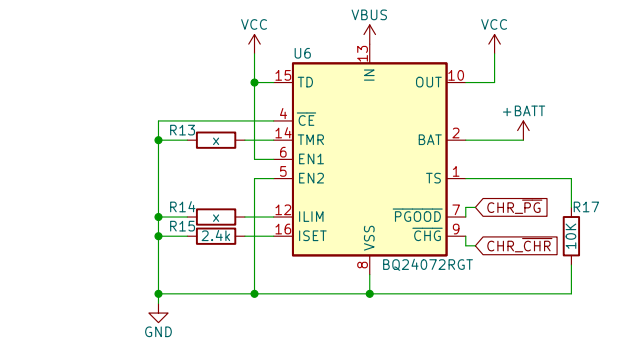 VBUS
VCC
VCC
U6
13
IN
15
TD
OUT
10
+BATT
4
CE
R13
x
14
TMR
BAT
2
6
EN1
5
EN2
TS
1
R14
x
12
ILIM
PGOOD
7
CHR_PG
R17
10K
R15
2.4k
16
ISET
VSS
CHG
9
CHR_CHR
8
BQ24072RGT
GND